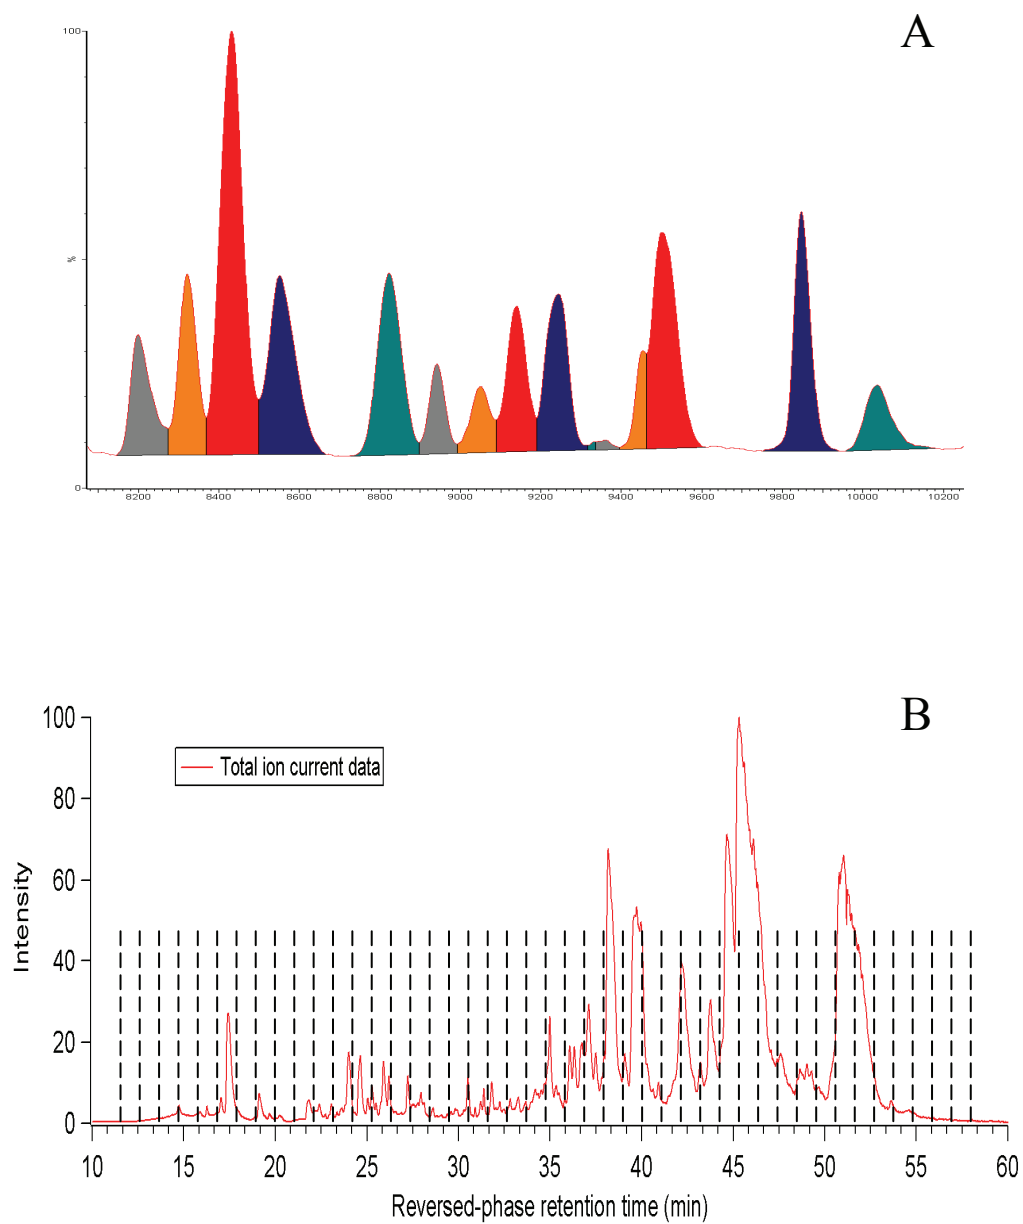 A
100
%
0
8200 8400 8600 8800 9000 9200 9400 9600 9800 10000 10200
B
100
80
60
40
20
0
Intensity
Total ion current data
10 15 20 25 30 35 40 45 50 55 60
Reversed-phase retention time (min)